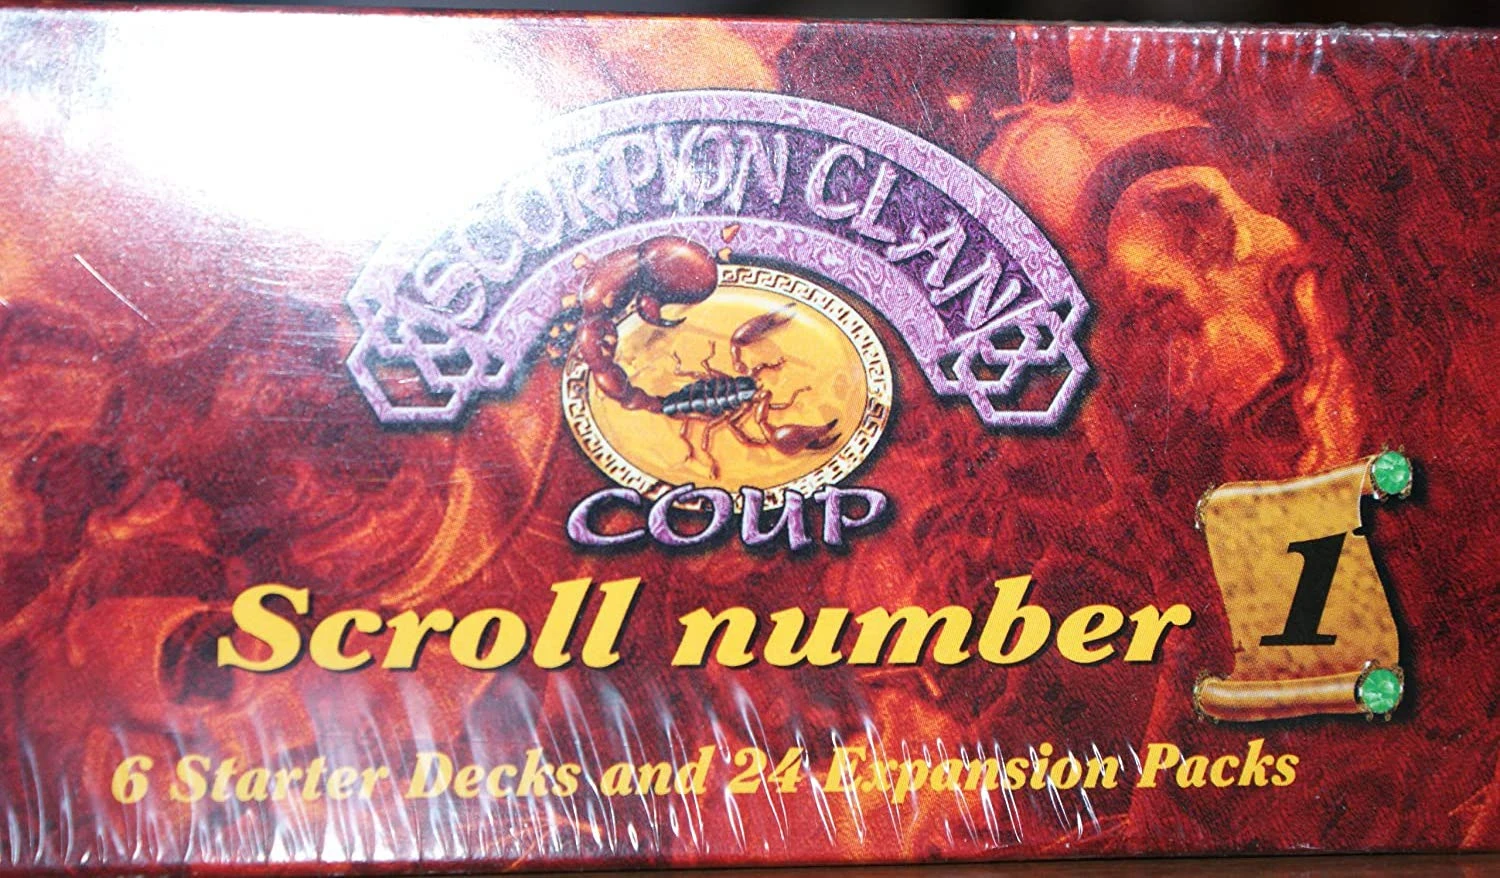 SCORPION CLAN
COUP
Scroll number 1
6 Starter Decks and 24 Expansion Packs